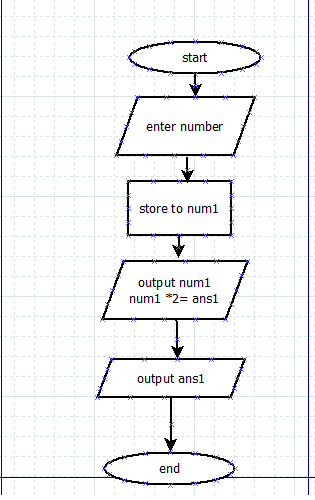 start
enter number
store to num1
output num1
num1 *2= ans1
output ans1
end